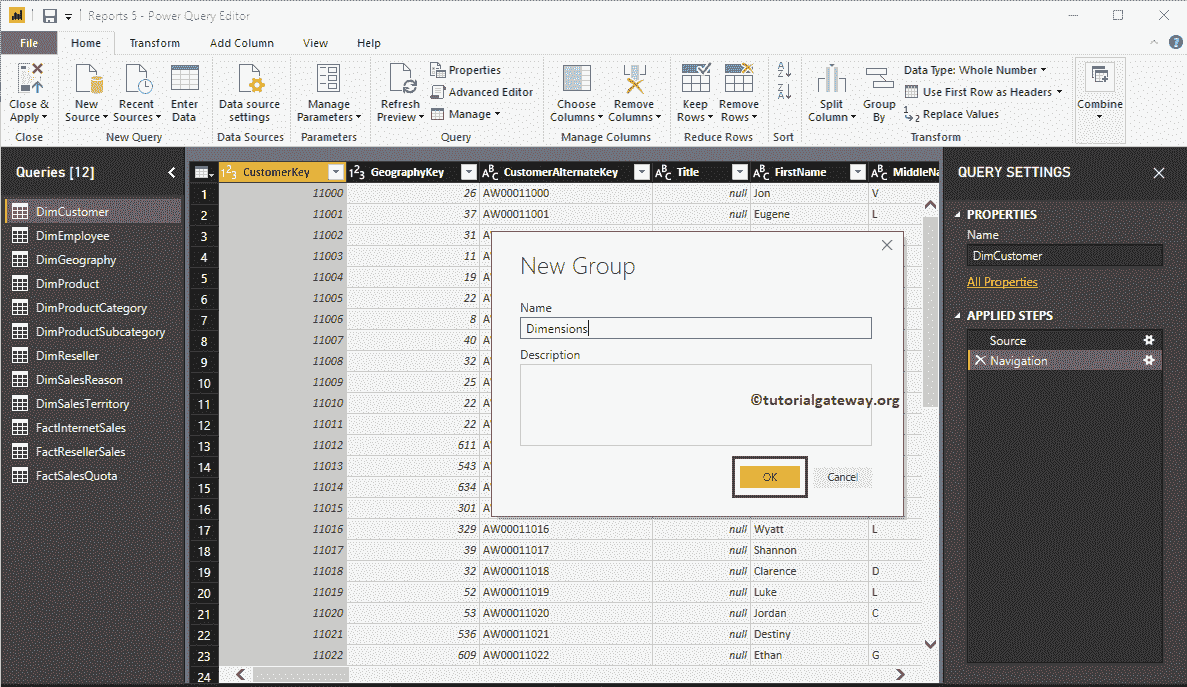 Reports 5 - Power Query Editor
File Home Transform Add Column View Help
Close & Apply
New Source
Recent Sources
Enter Data
Data source settings
Manage Parameters
Refresh Preview
Properties
Advanced Editor
Manage
Choose Columns
Remove Columns
Keep Rows
Remove Rows
Split Column
Group By
Data Type: Whole Number
Use First Row as Headers
Replace Values
Combine
Close New Query Data Sources Parameters Query Manage Columns Reduce Rows Sort Transform
Queries [12]
DimCustomer
DimEmployee
DimGeography
DimProduct
DimProductCategory
DimProductSubcategory
DimReseller
DimSalesReason
DimSalesTerritory
FactInternetSales
FactResellerSales
FactSalesQuota
CustomerKey GeographyKey CustomerAlternateKey Title FirstName MiddleNa
1 11000 26 AW00011000 null Jon V
2 11001 37 AW00011001 null Eugene L
3 11002 31 A
4 11003 11 A
5 11004 19 A
6 11005 22 A
7 11006 8 A
8 11007 40 A
9 11008 32 A
10 11009 25 A
11 11010 22 A
12 11011 22 A
13 11012 611 A
14 11013 543 A
15 11014 634 A
16 11015 301 A
17 11016 329 AW00011016 null Wyatt L
18 11017 39 AW00011017 null Shannon
19 11018 32 AW00011018 null Clarence D
20 11019 52 AW00011019 null Luke L
21 11020 53 AW00011020 null Jordan C
22 11021 536 AW00011021 null Destiny
23 11022 609 AW00011022 null Ethan G
24
New Group
Name
Dimensions
Description
©tutorialgateway.org
OK Cancel
QUERY SETTINGS
PROPERTIES
Name
DimCustomer
All Properties
APPLIED STEPS
Source
Navigation